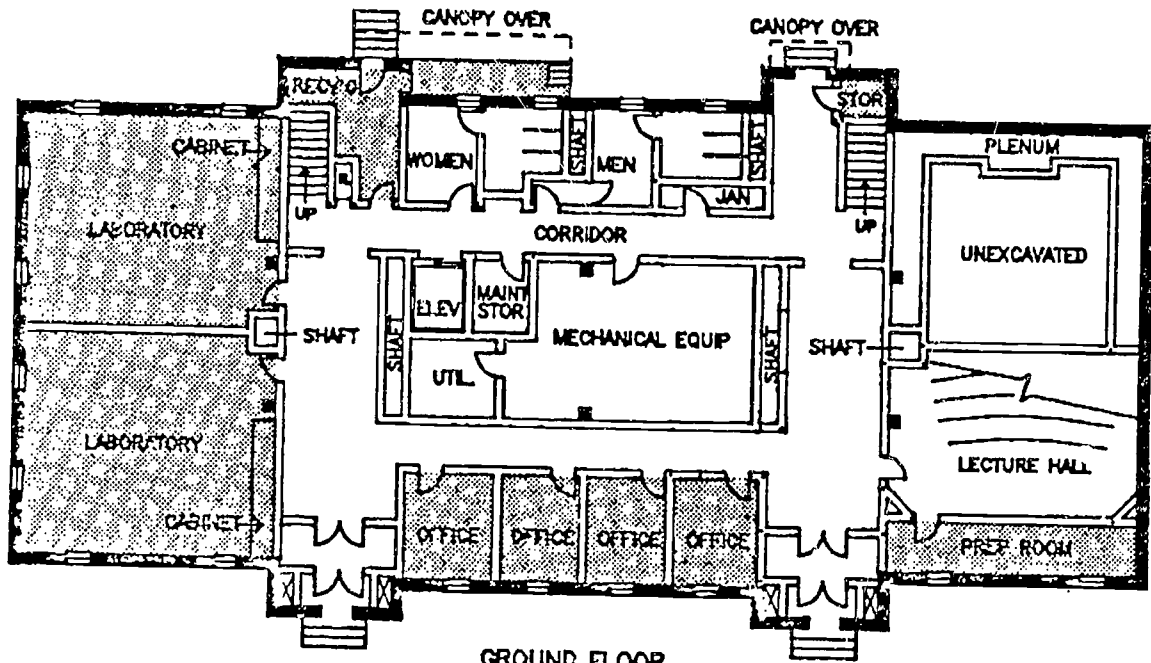 CANOPY OVER
CANOPY OVER
STOR
CABINET
WOMEN
SHAFT
MEN
SHAFT
PLENUM
UP
JAN
UP
LABORATORY
CORRIDOR
UNEXCAVATED
ELEV
MAINT
STOR
SHAFT
SHAFT
MECHANICAL EQUIP
SHAFT
SHAFT
UTIL.
LABORATORY
LECTURE HALL
CABINET
OFFICE
OFFICE
OFFICE
OFFICE
PREP ROOM
GROUND FLOOR